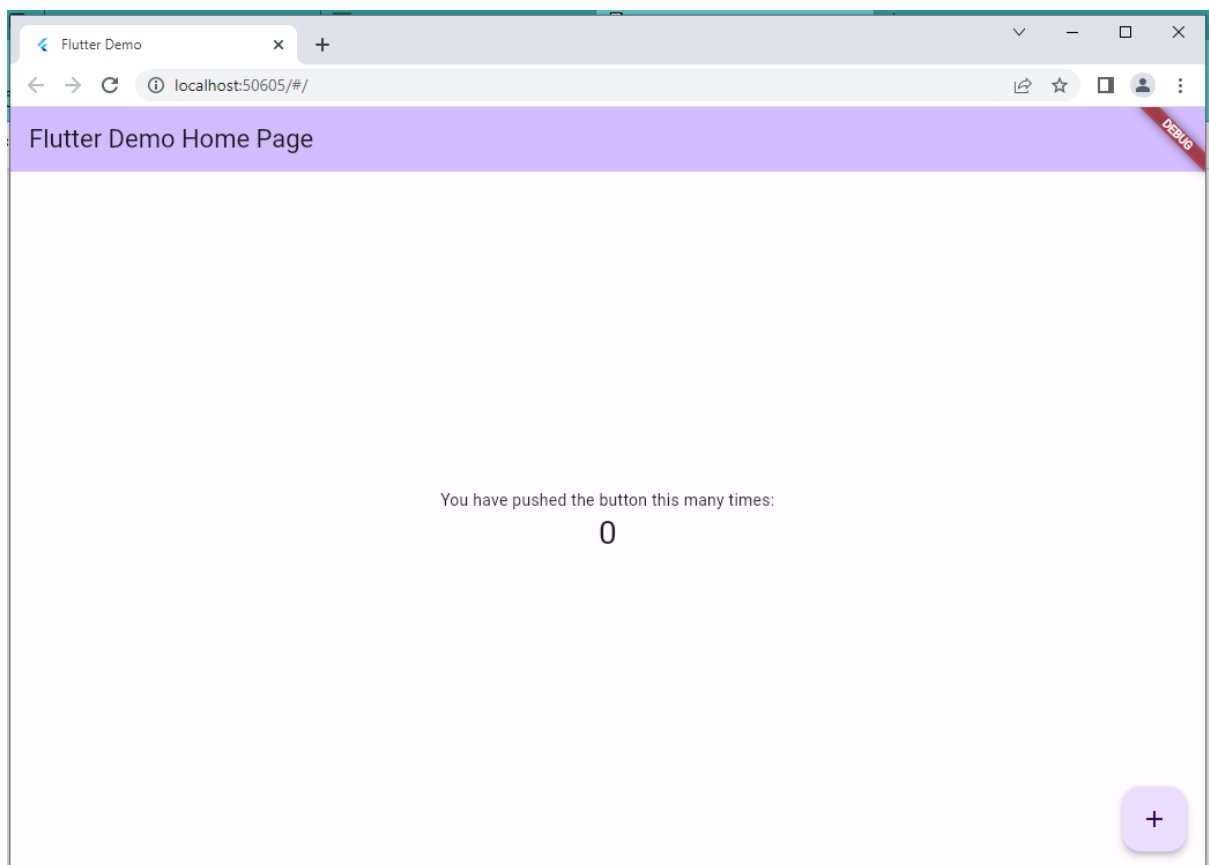 Flutter Demo
localhost:50605/#/
Flutter Demo Home Page
DEBUG
You have pushed the button this many times:
0